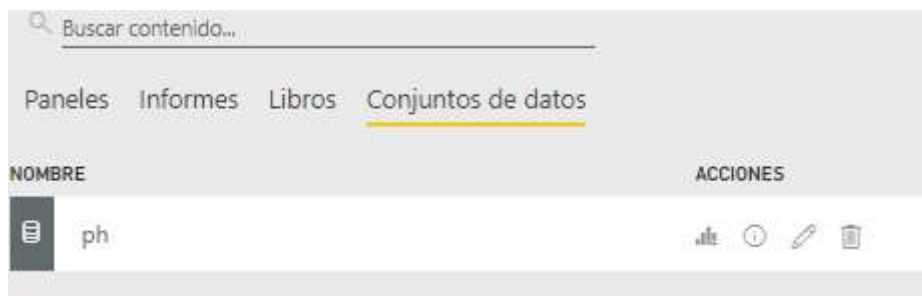 Buscar contenido...
Paneles Informes Libros Conjuntos de datos
NOMBRE ACCIONES
ph